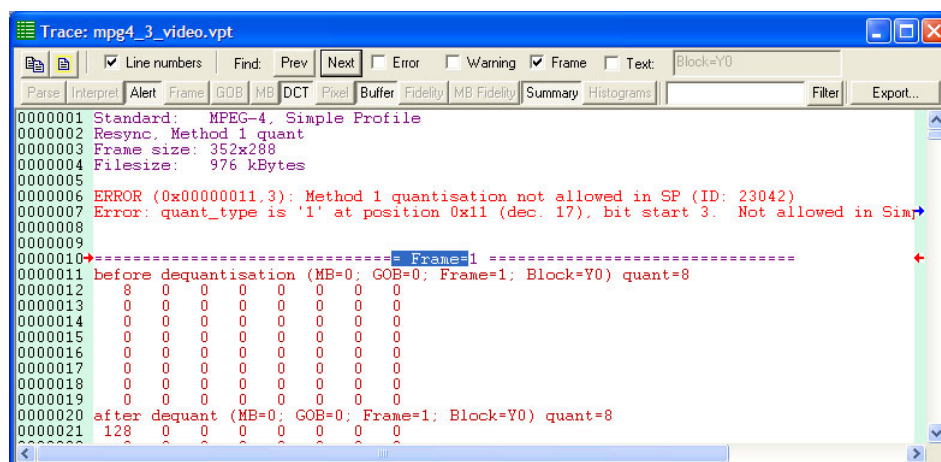 Trace: mpg4_3_video.vpt
Line numbers Find: Prev Next Error Warning Frame Text: Block=Y0
Parse Interpret Alert Frame GOB MB DCT Pixel Buffer Fidelity MB Fidelity Summary Histograms Filter Export...
0000001 Standard: MPEG-4, Simple Profile
0000002 Resync, Method 1 quant
0000003 Frame size: 352x288
0000004 Filesize: 976 kBytes
0000005
0000006 ERROR (0x00000011,3): Method 1 quantisation not allowed in SP (ID: 23042)
0000007 Error: quant_type is '1' at position 0x11 (dec. 17), bit start 3. Not allowed in Simp
0000008
0000009
0000010 ===================================== Frame=1 ==================================
0000011 before dequantisation (MB=0; GOB=0; Frame=1; Block=Y0) quant=8
0000012 8 0 0 0 0 0 0 0
0000013 0 0 0 0 0 0 0 0
0000014 0 0 0 0 0 0 0 0
0000015 0 0 0 0 0 0 0 0
0000016 0 0 0 0 0 0 0 0
0000017 0 0 0 0 0 0 0 0
0000018 0 0 0 0 0 0 0 0
0000019 0 0 0 0 0 0 0 0
0000020 after dequant (MB=0; GOB=0; Frame=1; Block=Y0) quant=8
0000021 128 0 0 0 0 0 0 0